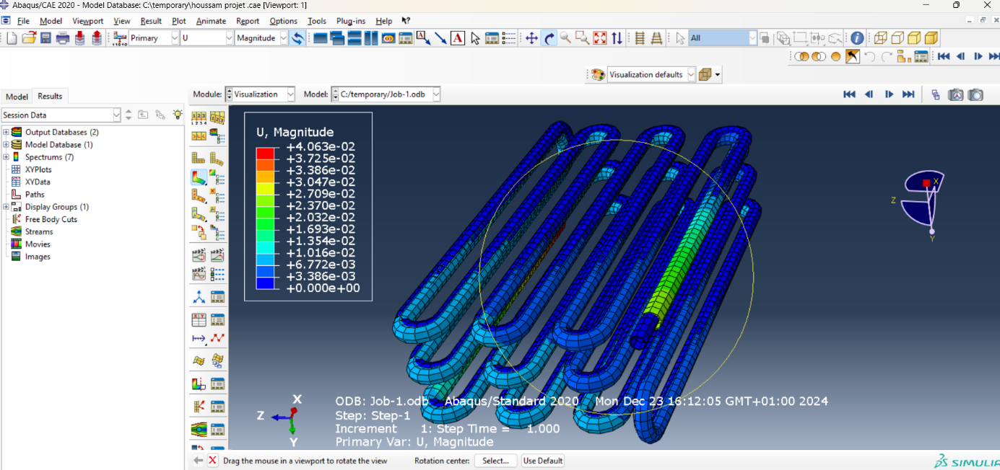 Abaqus/CAE 2020 - Model Database: C:\temporary\houssam projet .cae [Viewport: 1]
File Model Viewport View Result Plot Animate Report Options Tools Plug-ins Help
Primary U Magnitude All
Visualization defaults
Model Results
Module: Visualization Model: C:/temporary/Job-1.odb
Session Data
Output Databases (2)
Model Database (1)
Spectrums (7)
XYPlots
XYData
Paths
Display Groups (1)
Free Body Cuts
Streams
Movies
Images
U, Magnitude
+4.063e-02
+3.725e-02
+3.386e-02
+3.047e-02
+2.709e-02
+2.370e-02
+2.032e-02
+1.693e-02
+1.354e-02
+1.016e-02
+6.772e-03
+3.386e-03
+0.000e+00
X
Z
Y
X
Z
Y
ODB: Job-1.odb Abaqus/Standard 2020 Mon Dec 23 16:12:05 GMT+01:00 2024
Step: Step-1
Increment 1: Step Time = 1.000
Primary Var: U, Magnitude
Drag the mouse in a viewport to rotate the view Rotation center: Select... Use Default
SIMULIA